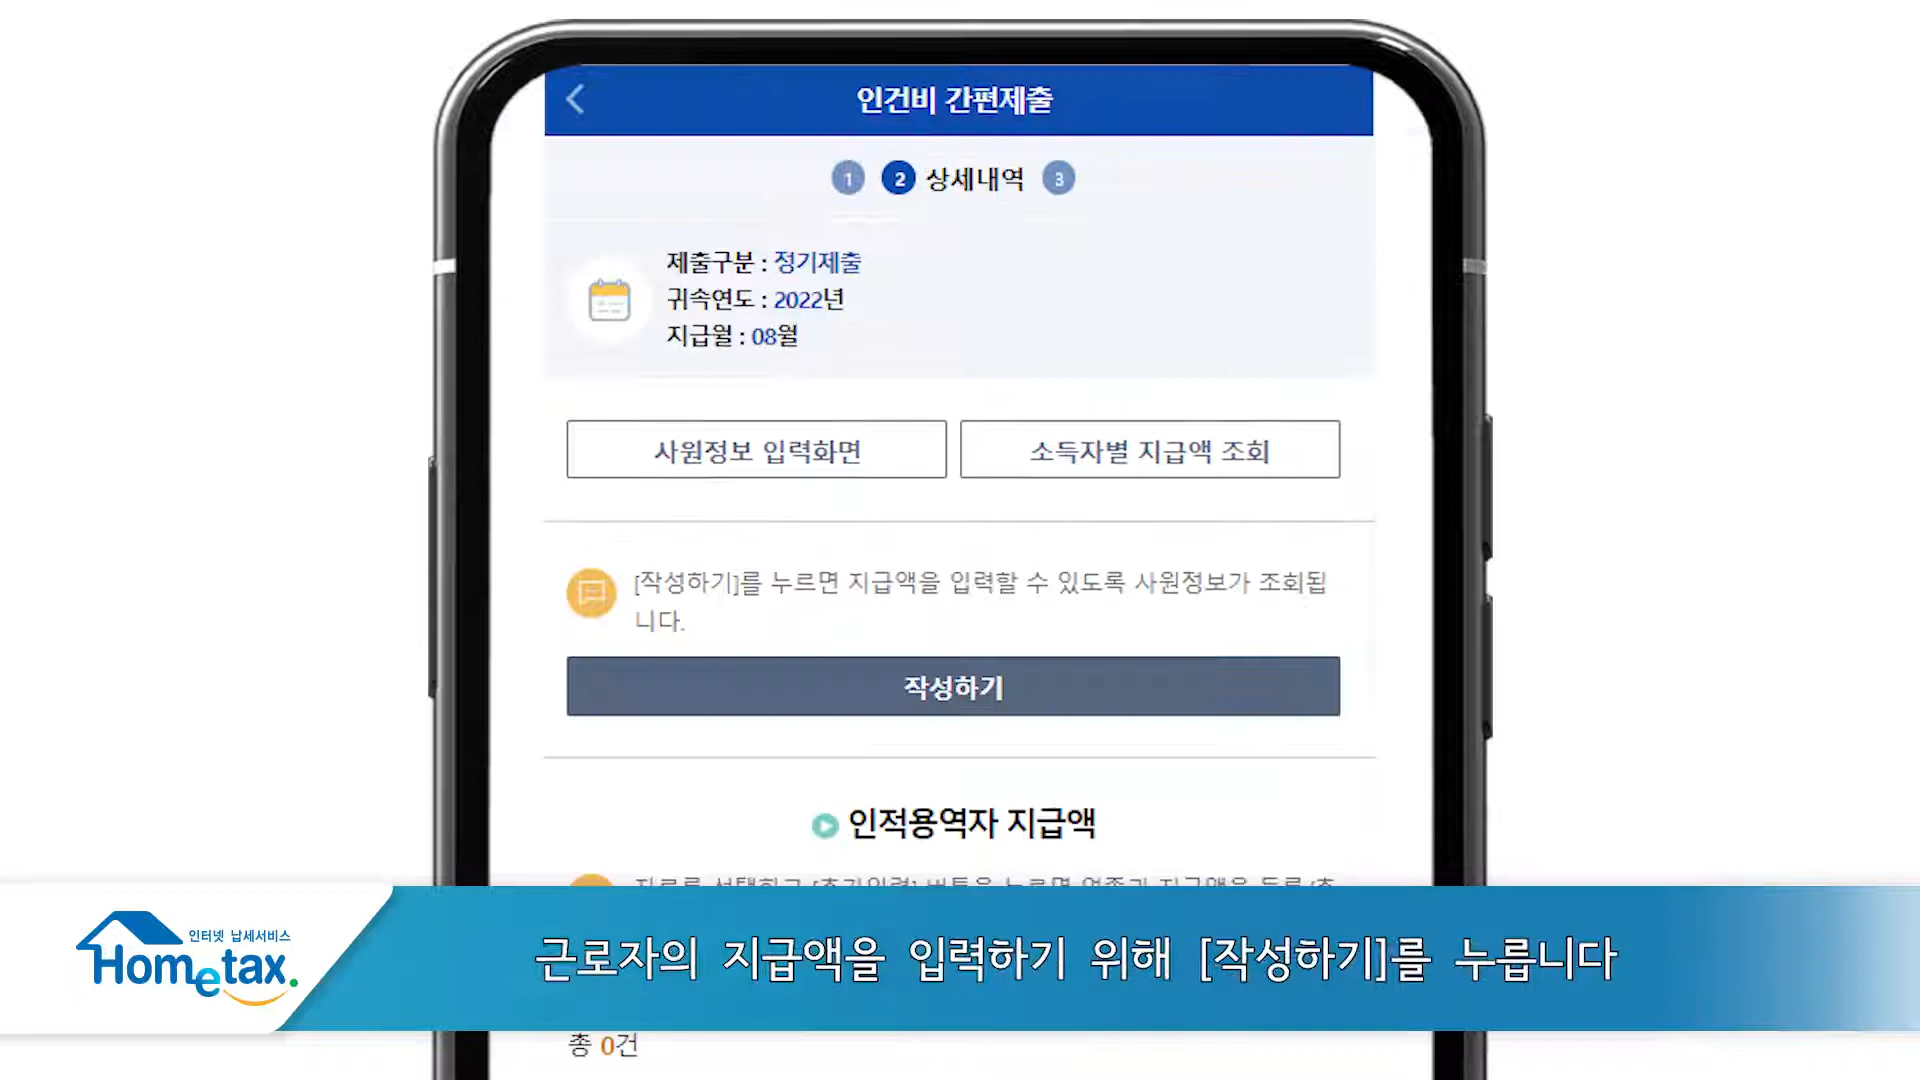 인건비 간편제출
1 2 상세내역 3
제출구분 : 정기제출
귀속연도 : 2022년
지급월 : 08월
사원정보 입력화면 소득자별 지급액 조회
[작성하기]를 누르면 지급액을 입력할 수 있도록 사원정보가 조회됩
니다.
작성하기
인적용역자 지급액
인터넷 납세서비스
Hometax.
근로자의 지급액을 입력하기 위해 [작성하기]를 누릅니다
총 0건